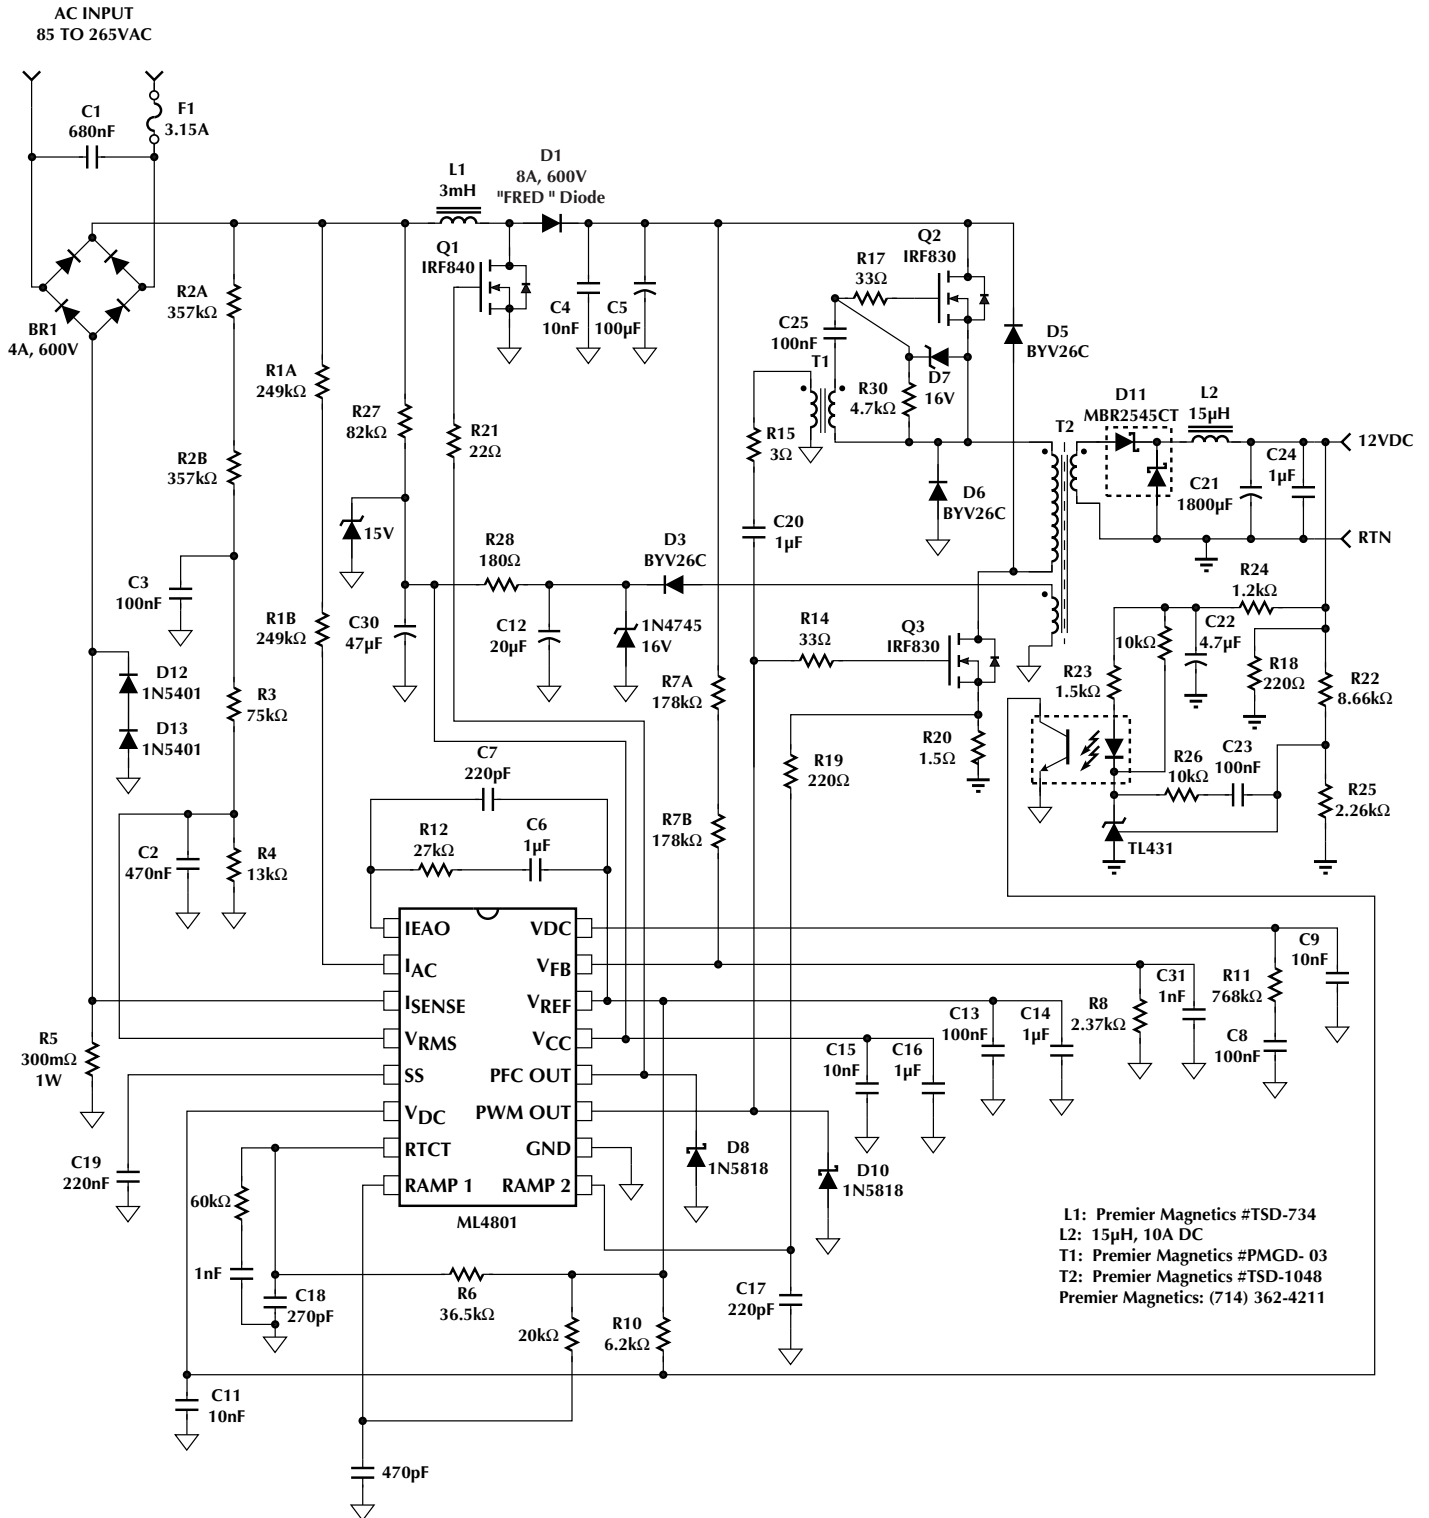 AC INPUT
85 TO 265VAC
C1
680nF
F1
3.15A
L1
3mH
D1
8A, 600V
"FRED " Diode
BR1
4A, 600V
R2A
357kΩ
R1A
249kΩ
R27
82kΩ
Q1
IRF840
R21
22Ω
C4
10nF
C5
100µF
R17
33Ω
Q2
IRF830
C25
100nF
T1
R30
4.7kΩ
D7
16V
D5
BYV26C
D11
MBR2545CT
L2
15µH
T2
12VDC
R15
3Ω
C24
1µF
C21
1800µF
RTN
R2B
357kΩ
15V
R28
180Ω
D3
BYV26C
C20
1µF
D6
BYV26C
C3
100nF
R1B
249kΩ
C30
47µF
C12
20µF
1N4745
16V
R14
33Ω
Q3
IRF830
R24
1.2kΩ
10kΩ
C22
4.7µF
R23
1.5kΩ
R18
220Ω
R22
8.66kΩ
D12
1N5401
D13
1N5401
R3
75kΩ
R7A
178kΩ
R20
1.5Ω
R19
220Ω
R26
10kΩ
C23
100nF
R25
2.26kΩ
TL431
C7
220pF
R12
27kΩ
C6
1µF
R7B
178kΩ
C2
470nF
R4
13kΩ
IEAO
IAC
ISENSE
VRMS
SS
VDC
RTCT
RAMP 1
VDC
VFB
VREF
VCC
PFC OUT
PWM OUT
GND
RAMP 2
ML4801
C9
10nF
R11
768kΩ
C31
1nF
R8
2.37kΩ
C8
100nF
C13
100nF
C14
1µF
C15
10nF
C16
1µF
R5
300mΩ
1W
C19
220nF
D8
1N5818
D10
1N5818
60kΩ
1nF
C18
270pF
R6
36.5kΩ
20kΩ
R10
6.2kΩ
C17
220pF
C11
10nF
470pF
L1: Premier Magnetics #TSD-734
L2: 15µH, 10A DC
T1: Premier Magnetics #PMGD- 03
T2: Premier Magnetics #TSD-1048
Premier Magnetics: (714) 362-4211